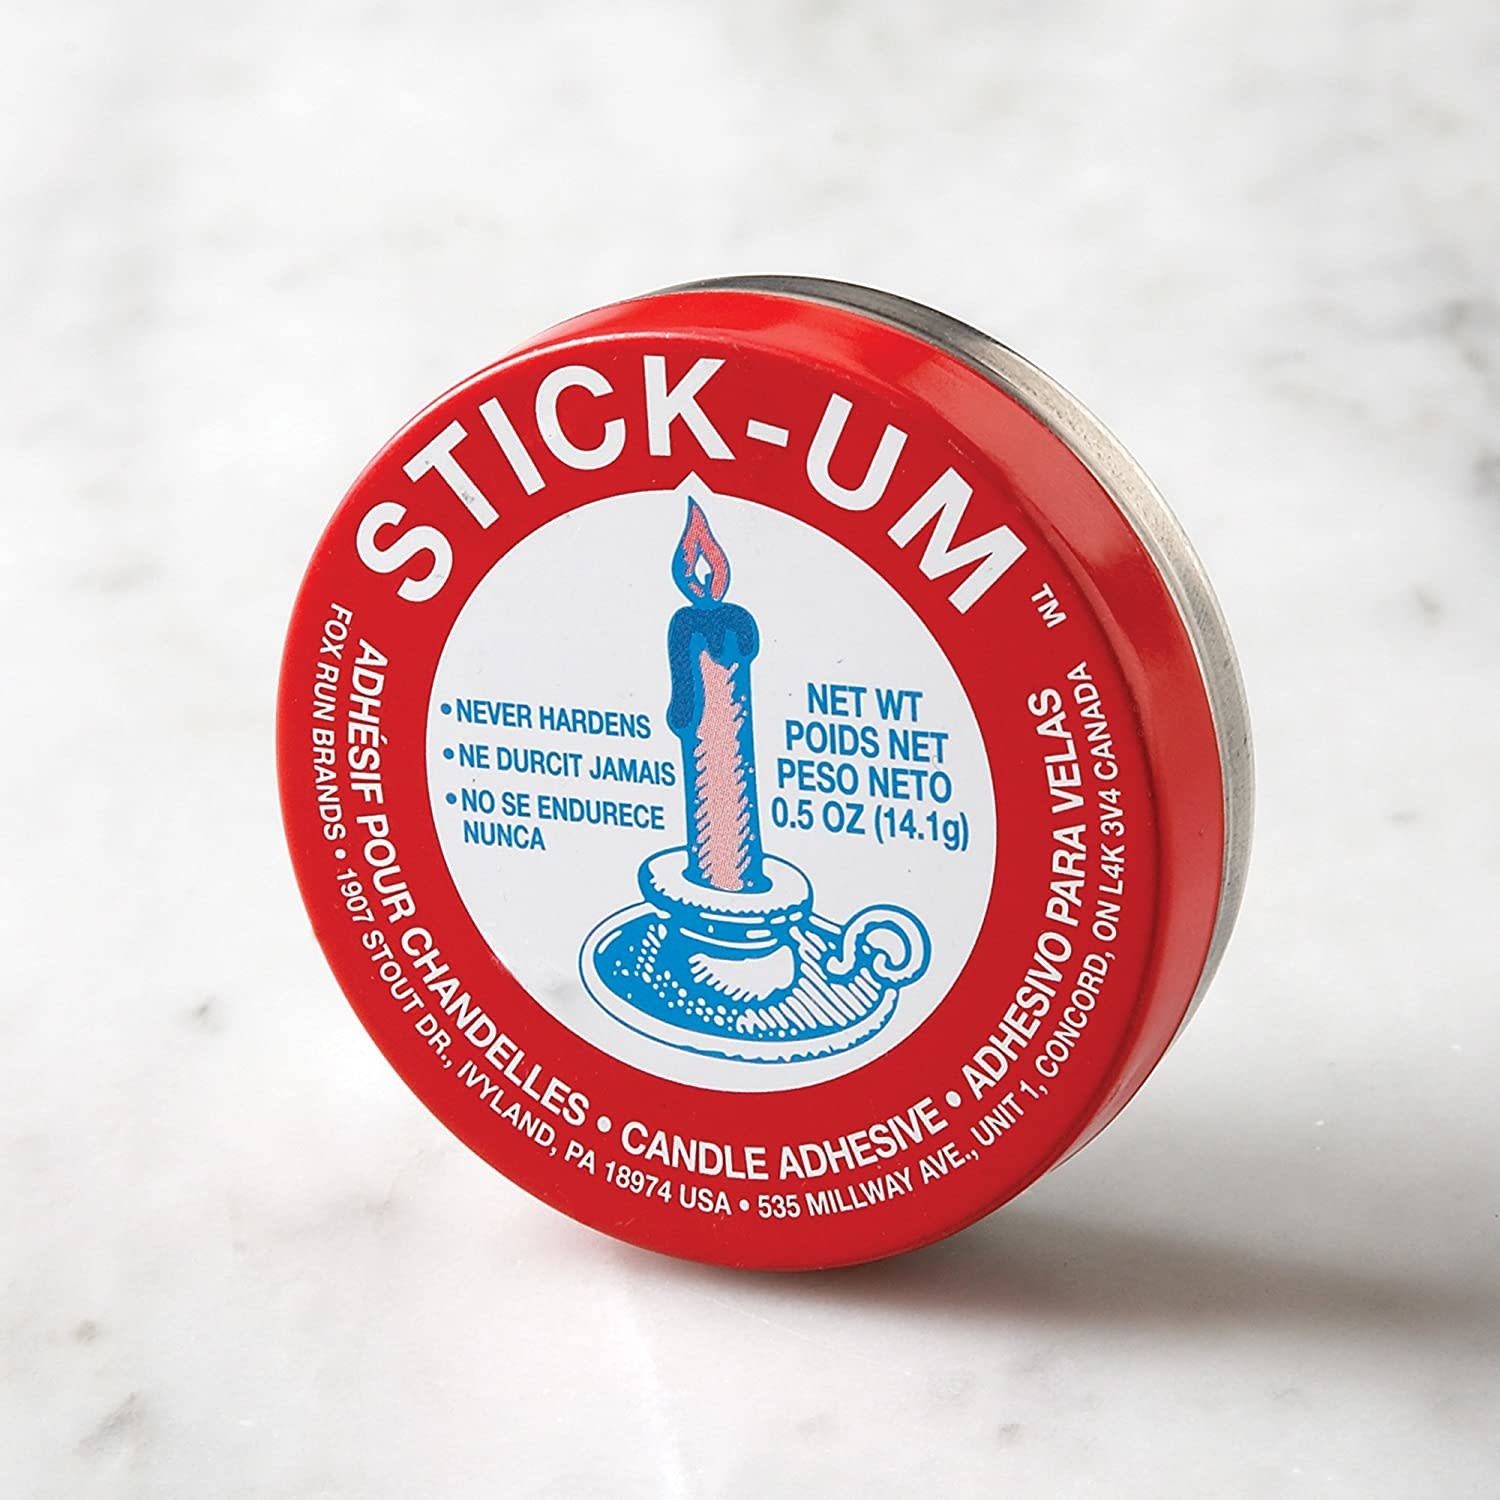 STICK-UM™
• NEVER HARDENS
• NE DURCIT JAMAIS
• NO SE ENDURECE
NUNCA
NET WT
POIDS NET
PESO NETO
0.5 OZ (14.1g)
ADHÉSIF POUR CHANDELLES • CANDLE ADHESIVE • ADHESIVO PARA VELAS
FOX RUN BRANDS • 1907 STOUT DR., IVYLAND, PA 18974 USA • 535 MILLWAY AVE., UNIT 1, CONCORD, ON L4K 3V4 CANADA